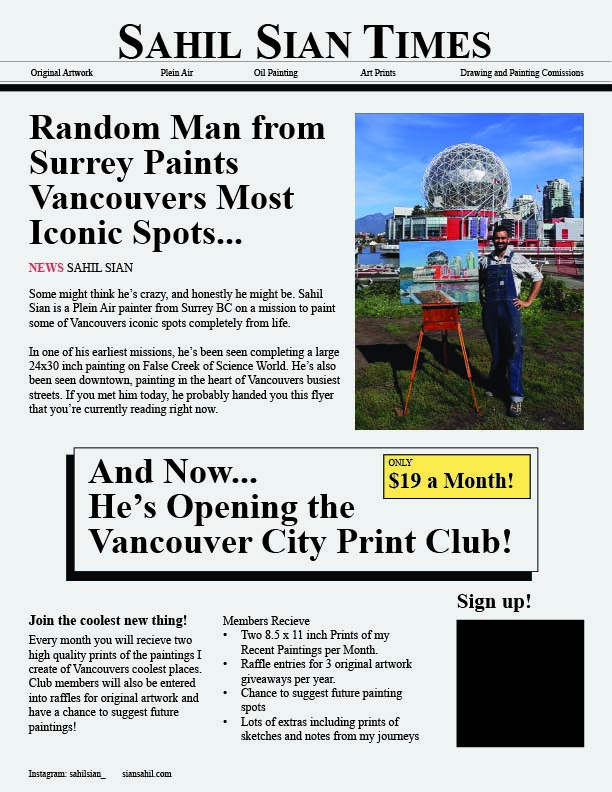 SAHIL SIAN TIMES
Original Artwork Plein Air Oil Painting Art Prints Drawing and Painting Comissions
Random Man from
Surrey Paints
Vancouvers Most
Iconic Spots...
NEWS SAHIL SIAN
Some might think he’s crazy, and honestly he might be. Sahil
Sian is a Plein Air painter from Surrey BC on a mission to paint
some of Vancouvers iconic spots completely from life.
In one of his earliest missions, he’s been seen completing a large
24x30 inch painting on False Creek of Science World. He’s also
been seen downtown, painting in the heart of Vancouvers busiest
streets. If you met him today, he probably handed you this flyer
that you’re currently reading right now.
And Now...
He’s Opening the
Vancouver City Print Club!
ONLY
$19 a Month!
Join the coolest new thing!
Every month you will recieve two
high quality prints of the paintings I
create of Vancouvers coolest places.
Club members will also be entered
into raffles for original artwork and
have a chance to suggest future
paintings!
Members Recieve
• Two 8.5 x 11 inch Prints of my
Recent Paintings per Month.
• Raffle entries for 3 original artwork
giveaways per year.
• Chance to suggest future painting
spots
• Lots of extras including prints of
sketches and notes from my journeys
Sign up!
Instagram: sahilsian_ siansahil.com